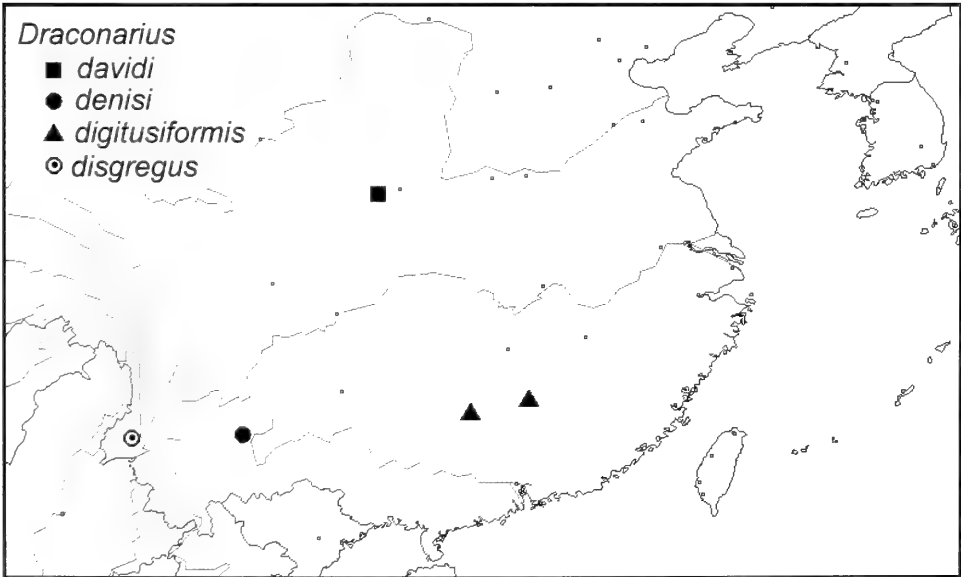 Draconarius
davidi
denisi
digitusiformis
disgregus